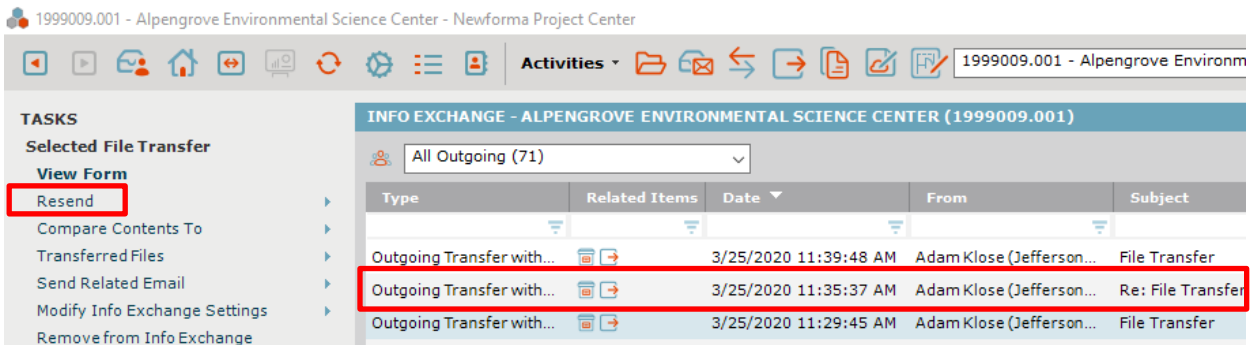 1999009.001 - Alpengrove Environmental Science Center - Newforma Project Center
Activities
1999009.001 - Alpengrove Environm
TASKS
Selected File Transfer
View Form
Resend
Compare Contents To
Transferred Files
Send Related Email
Modify Info Exchange Settings
Remove from Info Exchange
INFO EXCHANGE - ALPENGROVE ENVIRONMENTAL SCIENCE CENTER (1999009.001)
All Outgoing (71)
Type Related Items Date From Subject
Outgoing Transfer with... 3/25/2020 11:39:48 AM Adam Klose (Jefferson... File Transfer
Outgoing Transfer with... 3/25/2020 11:35:37 AM Adam Klose (Jefferson... Re: File Transfer
Outgoing Transfer with... 3/25/2020 11:29:45 AM Adam Klose (Jefferson... File Transfer